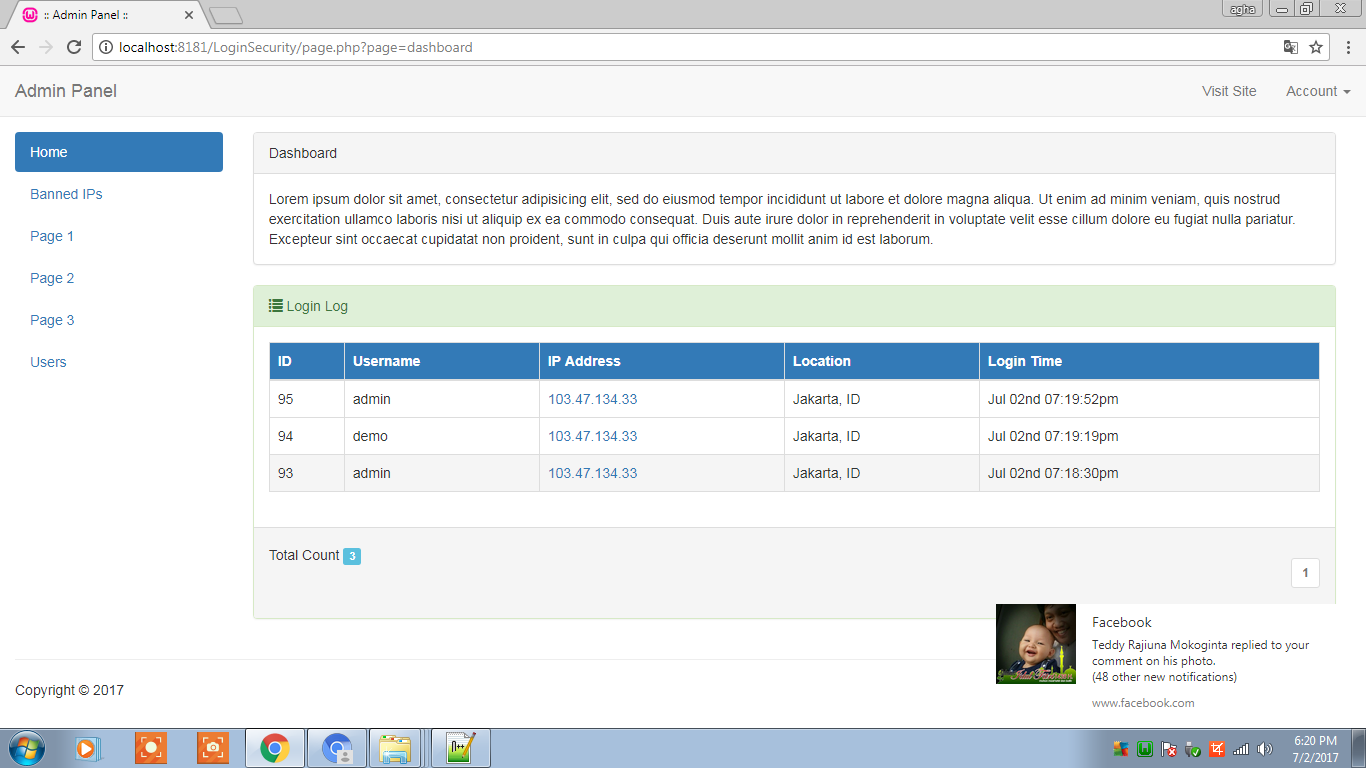 :: Admin Panel ::
agha
localhost:8181/LoginSecurity/page.php?page=dashboard
Admin Panel
Visit Site
Account
Home
Banned IPs
Page 1
Page 2
Page 3
Users
Dashboard
Lorem ipsum dolor sit amet, consectetur adipisicing elit, sed do eiusmod tempor incididunt ut labore et dolore magna aliqua. Ut enim ad minim veniam, quis nostrud
exercitation ullamco laboris nisi ut aliquip ex ea commodo consequat. Duis aute irure dolor in reprehenderit in voluptate velit esse cillum dolore eu fugiat nulla pariatur.
Excepteur sint occaecat cupidatat non proident, sunt in culpa qui officia deserunt mollit anim id est laborum.
Login Log
ID Username IP Address Location Login Time
95 admin 103.47.134.33 Jakarta, ID Jul 02nd 07:19:52pm
94 demo 103.47.134.33 Jakarta, ID Jul 02nd 07:19:19pm
93 admin 103.47.134.33 Jakarta, ID Jul 02nd 07:18:30pm
Total Count 3
1
Facebook
Teddy Rajiuna Mokoginta replied to your
comment on his photo.
(48 other new notifications)
www.facebook.com
Copyright © 2017
6:20 PM
7/2/2017